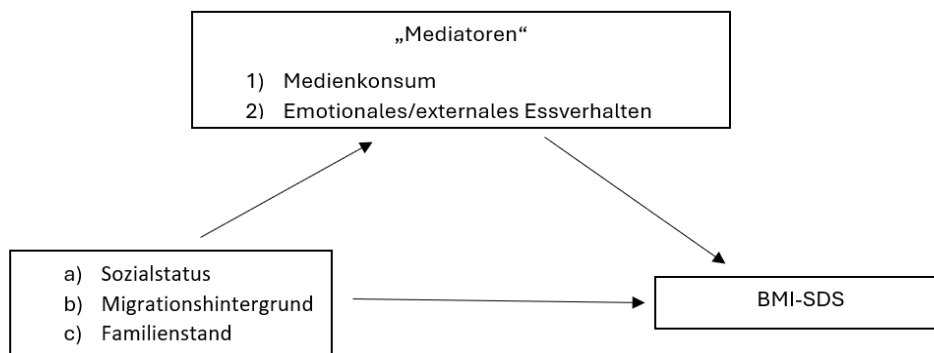 „Mediatoren“
1) Medienkonsum
2) Emotionales/externales Essverhalten
a) Sozialstatus
b) Migrationshintergrund
c) Familienstand
BMI-SDS